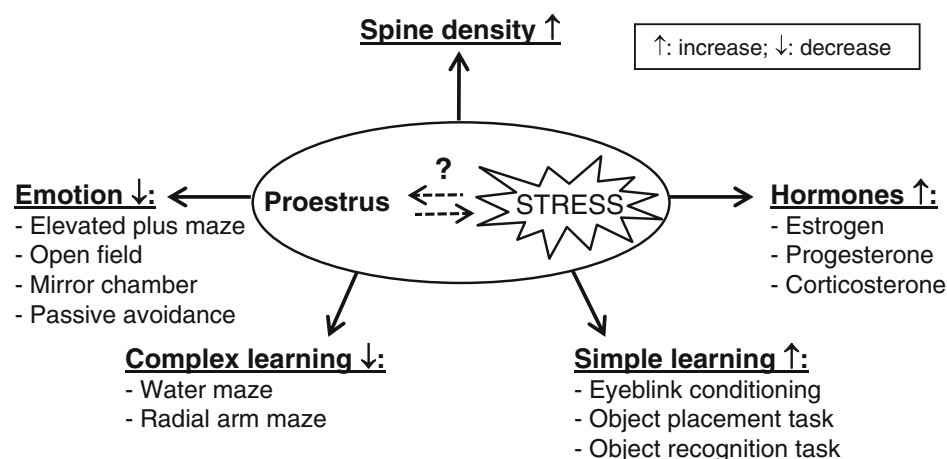 Spine density ↑
↑: increase; ↓: decrease
?
Proestrus
STRESS
Emotion ↓:
- Elevated plus maze
- Open field
- Mirror chamber
- Passive avoidance
Hormones ↑:
- Estrogen
- Progesterone
- Corticosterone
Complex learning ↓:
- Water maze
- Radial arm maze
Simple learning ↑:
- Eyeblink conditioning
- Object placement task
- Object recognition task